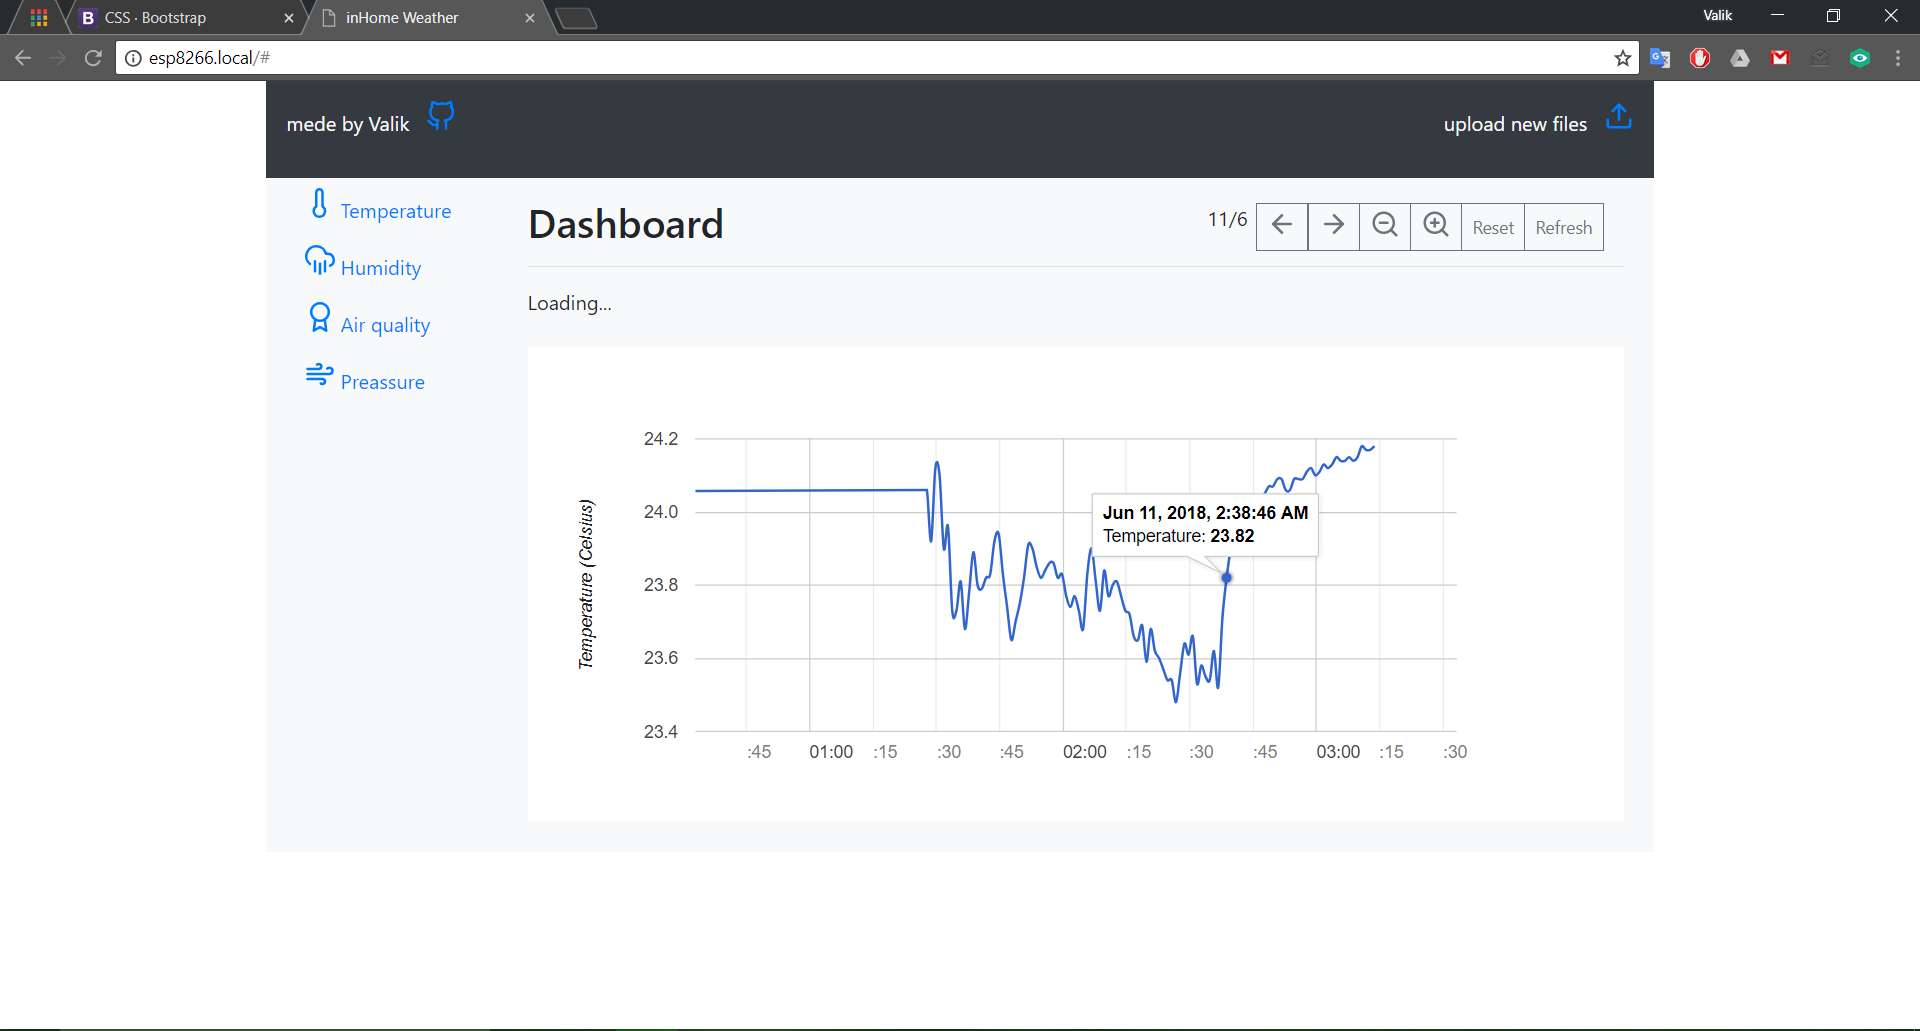 B CSS · Bootstrap
inHome Weather
Valik
esp8266.local/#
mede by Valik
upload new files
Temperature
Humidity
Air quality
Preassure
Dashboard
11/6
Reset
Refresh
Loading...
24.2
24.0
23.8
23.6
23.4
Temperature (Celsius)
Jun 11, 2018, 2:38:46 AM
Temperature: 23.82
:45 01:00 :15 :30 :45 02:00 :15 :30 :45 03:00 :15 :30